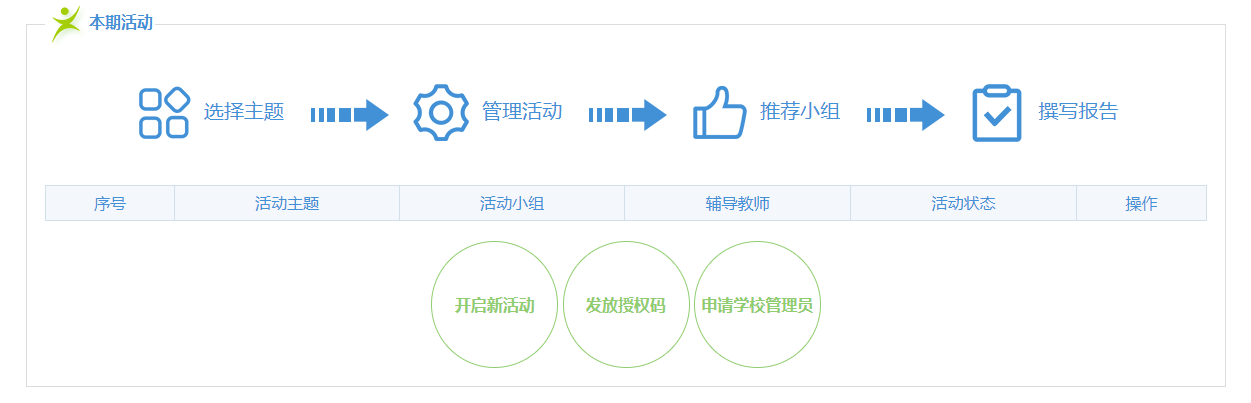 本期活动
选择主题 管理活动 推荐小组 撰写报告
序号 活动主题 活动小组 辅导教师 活动状态 操作
开启新活动 发放授权码 申请学校管理员